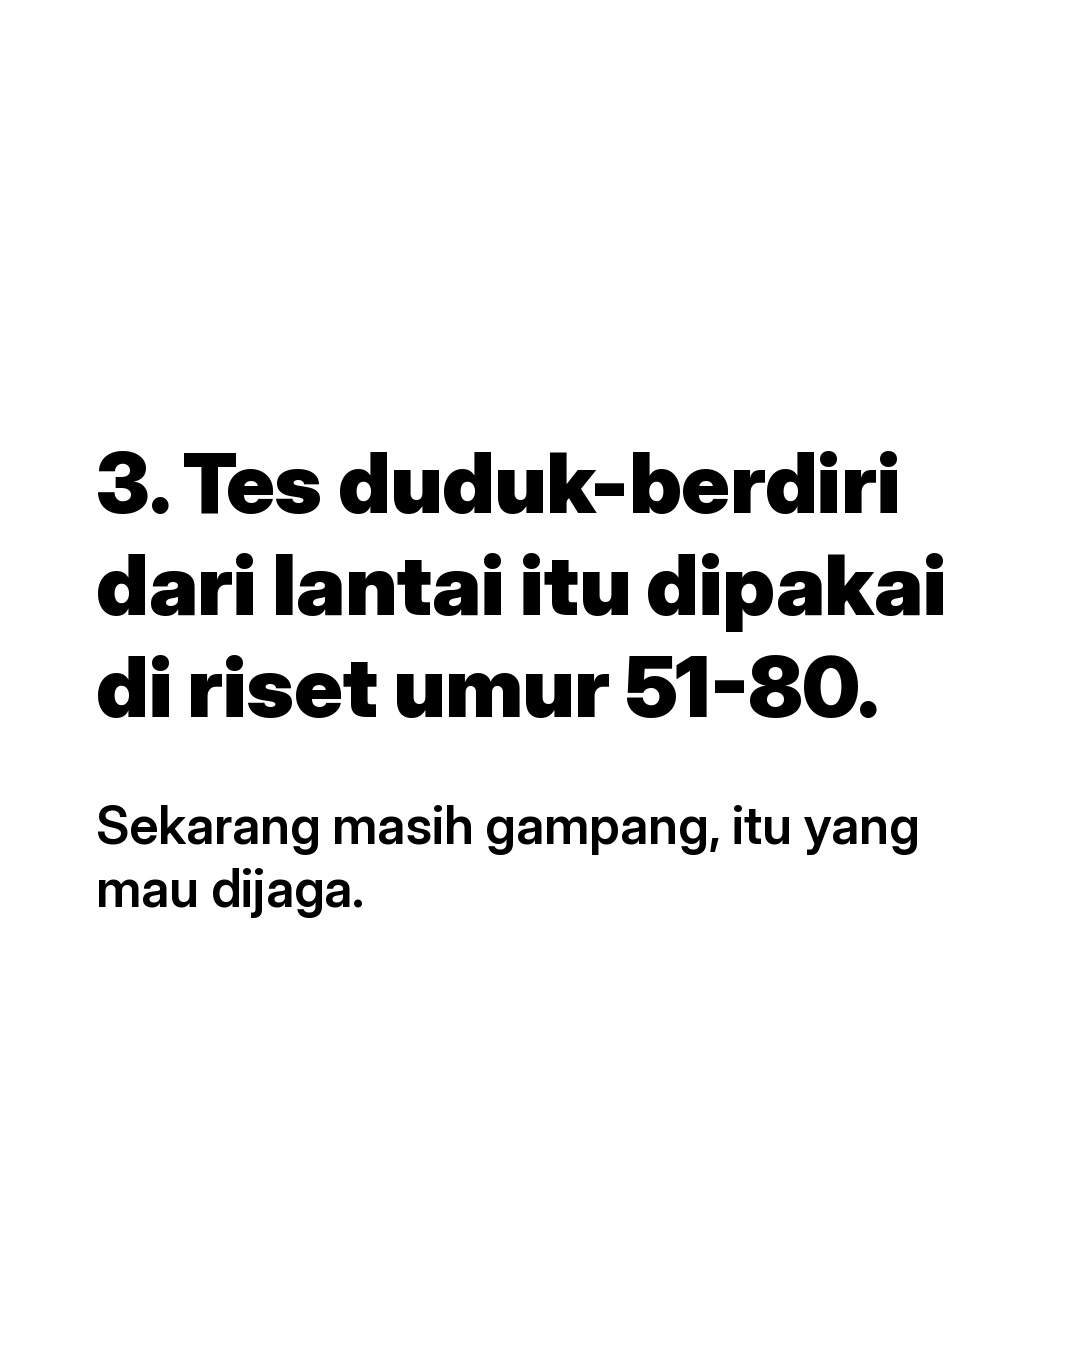 3. Tes duduk-berdiri
dari lantai itu dipakai
di riset umur 51-80.
Sekarang masih gampang, itu yang
mau dijaga.